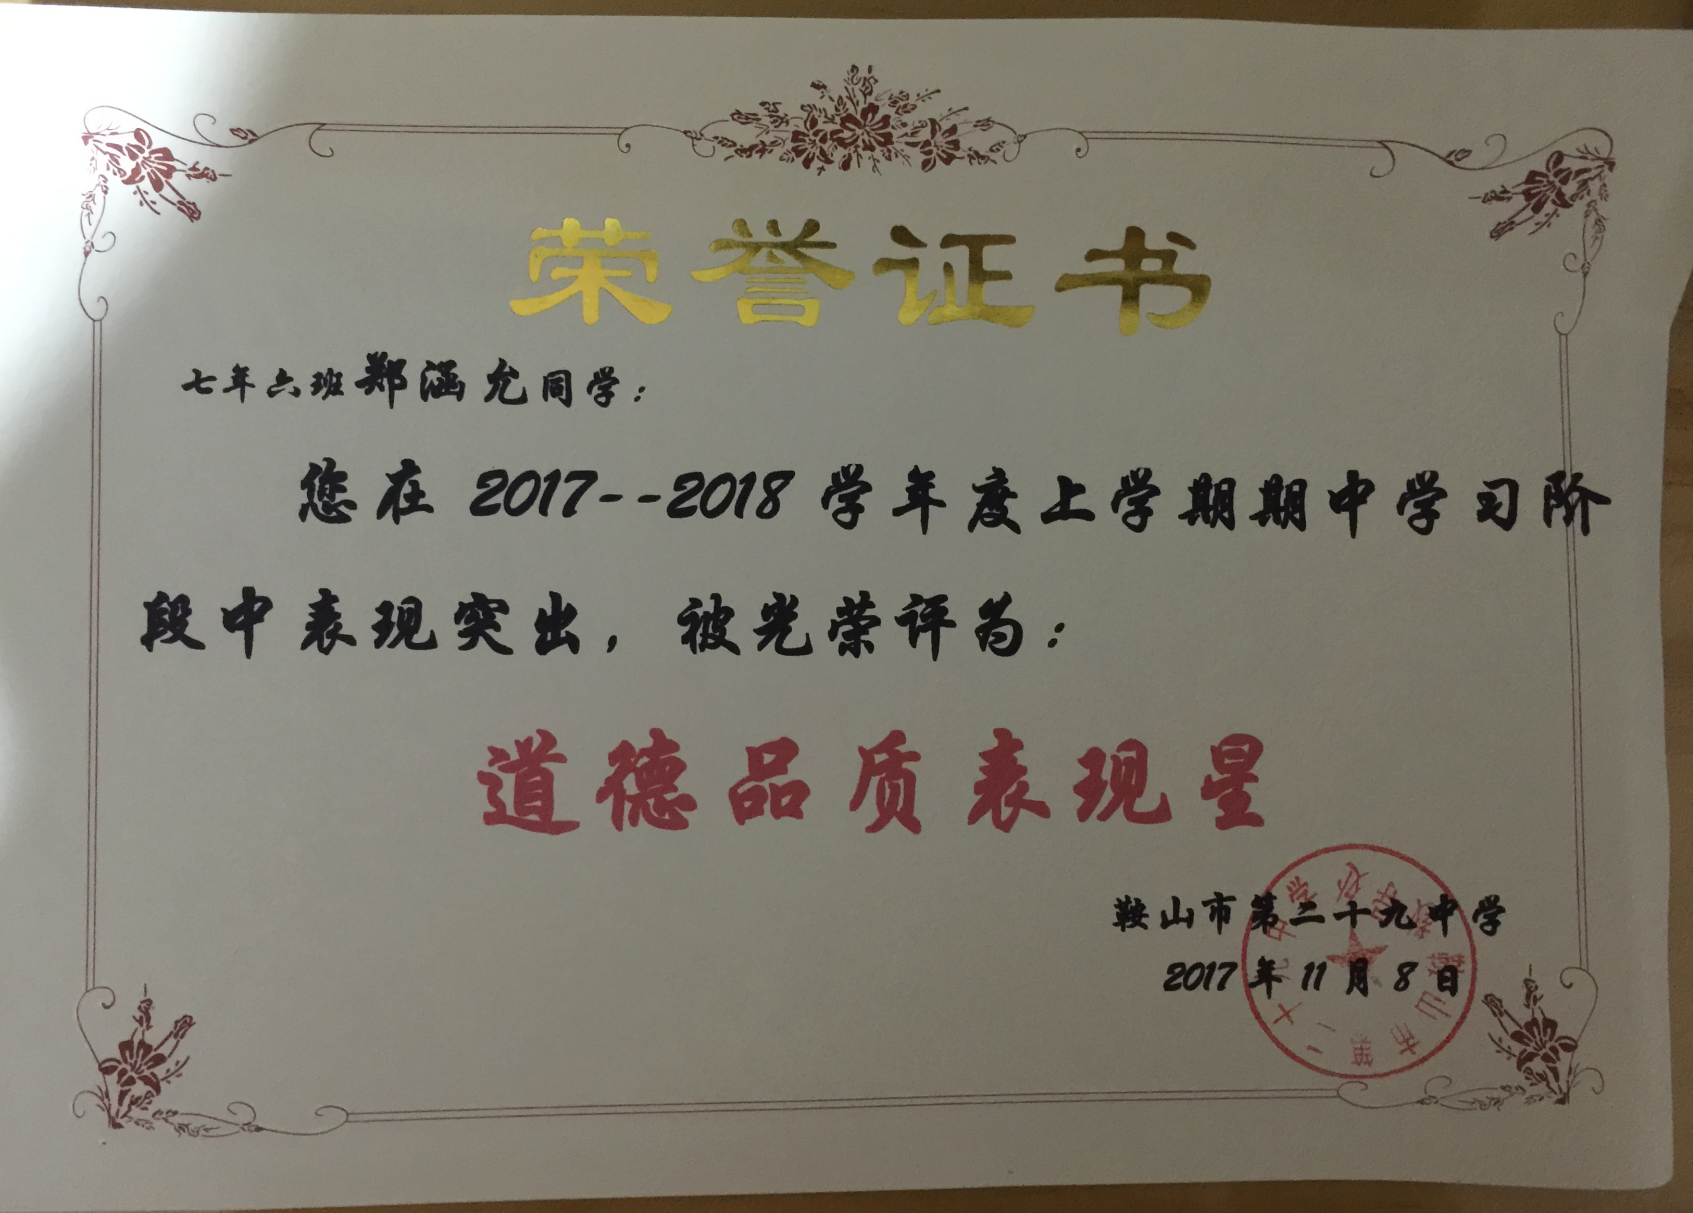 荣誉证书
七年六班郑涵允同学：
您在 2017--2018 学年度上学期期中学习阶
段中表现突出，被光荣评为：
道德品质表现星
鞍山市第二十九中学
2017 年 11 月 8 日